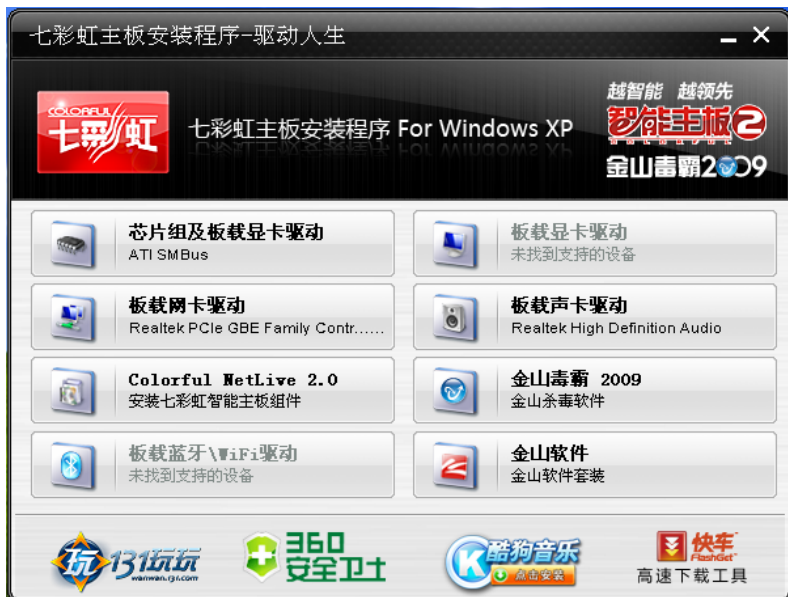 七彩虹主板安装程序-驱动人生
COLORFUL
七彩虹
七彩虹主板安装程序 For Windows XP
越智能 越领先
智能主板2
金山毒霸2009
芯片组及板载显卡驱动
ATI SMBus
板载显卡驱动
未找到支持的设备
板载网卡驱动
Realtek PCIe GBE Family Contr......
板载声卡驱动
Realtek High Definition Audio
Colorful NetLive 2.0
安装七彩虹智能主板组件
金山毒霸 2009
金山杀毒软件
板载蓝牙\WiFi驱动
未找到支持的设备
金山软件
金山软件套装
玩
131玩玩
wanwan.131.com
360
安全卫士
K
酷狗音乐
点击安装
快车
FlashGet
高速下载工具